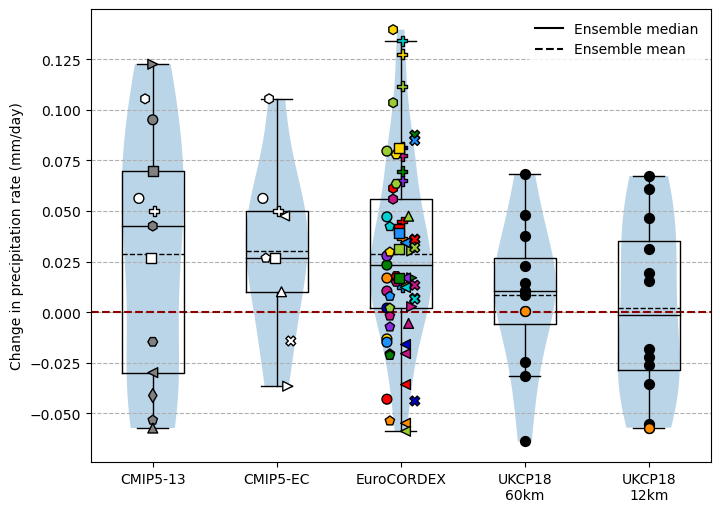 Ensemble median
Ensemble mean
Change in precipitation rate (mm/day)
0.125
0.100
0.075
0.050
0.025
0.000
−0.025
−0.050
CMIP5-13
CMIP5-EC
EuroCORDEX
UKCP18
60km
UKCP18
12km